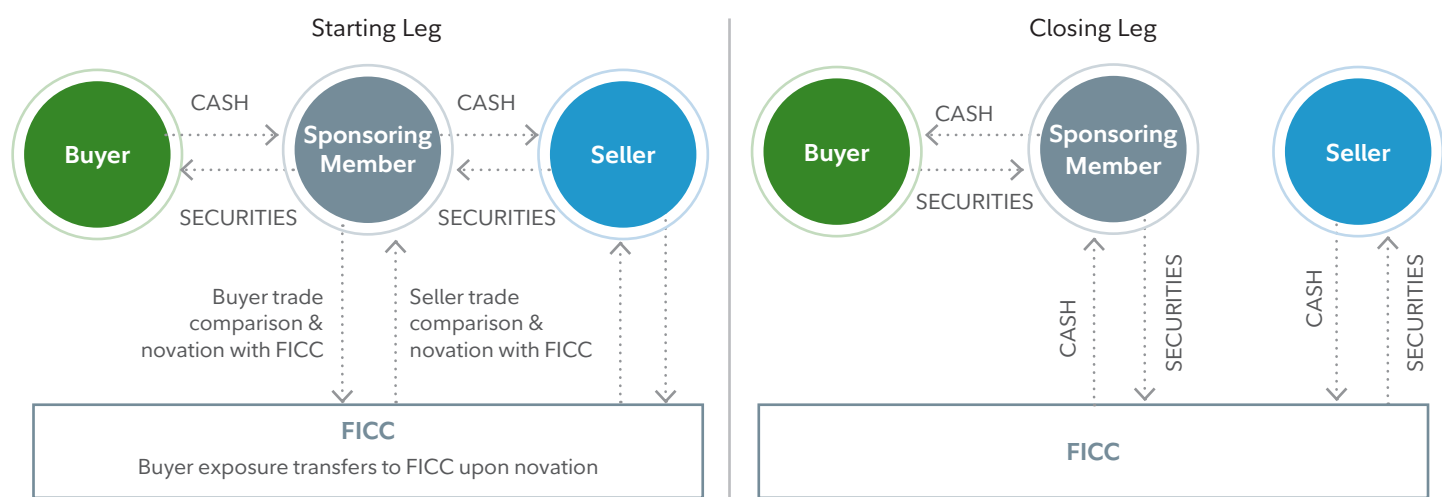 Starting Leg
Buyer
CASH
Sponsoring
Member
CASH
Seller
SECURITIES
SECURITIES
Buyer trade
comparison &
novation with FICC
Seller trade
comparison &
novation with FICC
FICC
Buyer exposure transfers to FICC upon novation
Closing Leg
Buyer
CASH
SECURITIES
Sponsoring
Member
Seller
CASH
SECURITIES
CASH
SECURITIES
FICC